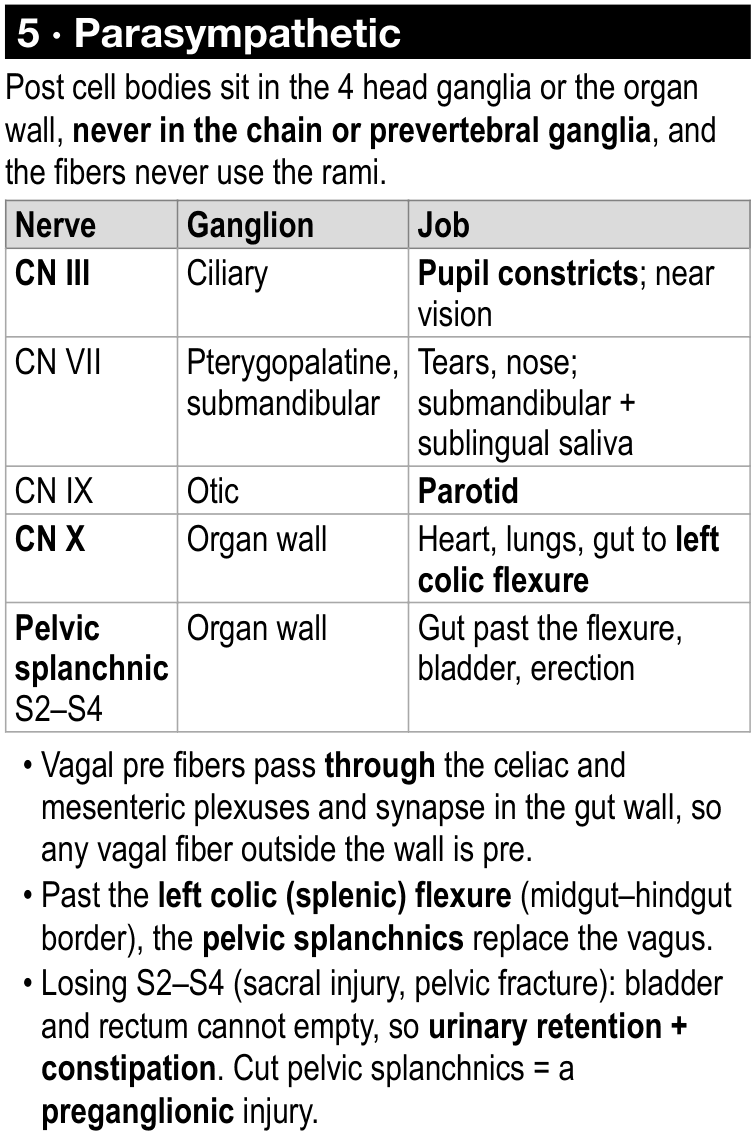 5 · Parasympathetic
Post cell bodies sit in the 4 head ganglia or the organ
wall, never in the chain or prevertebral ganglia, and
the fibers never use the rami.
Nerve Ganglion Job
CN III Ciliary Pupil constricts; near
vision
CN VII Pterygopalatine, Tears, nose;
submandibular submandibular +
sublingual saliva
CN IX Otic Parotid
CN X Organ wall Heart, lungs, gut to left
colic flexure
Pelvic Organ wall Gut past the flexure,
splanchnic bladder, erection
S2–S4
• Vagal pre fibers pass through the celiac and
mesenteric plexuses and synapse in the gut wall, so
any vagal fiber outside the wall is pre.
• Past the left colic (splenic) flexure (midgut–hindgut
border), the pelvic splanchnics replace the vagus.
• Losing S2–S4 (sacral injury, pelvic fracture): bladder
and rectum cannot empty, so urinary retention +
constipation. Cut pelvic splanchnics = a
preganglionic injury.